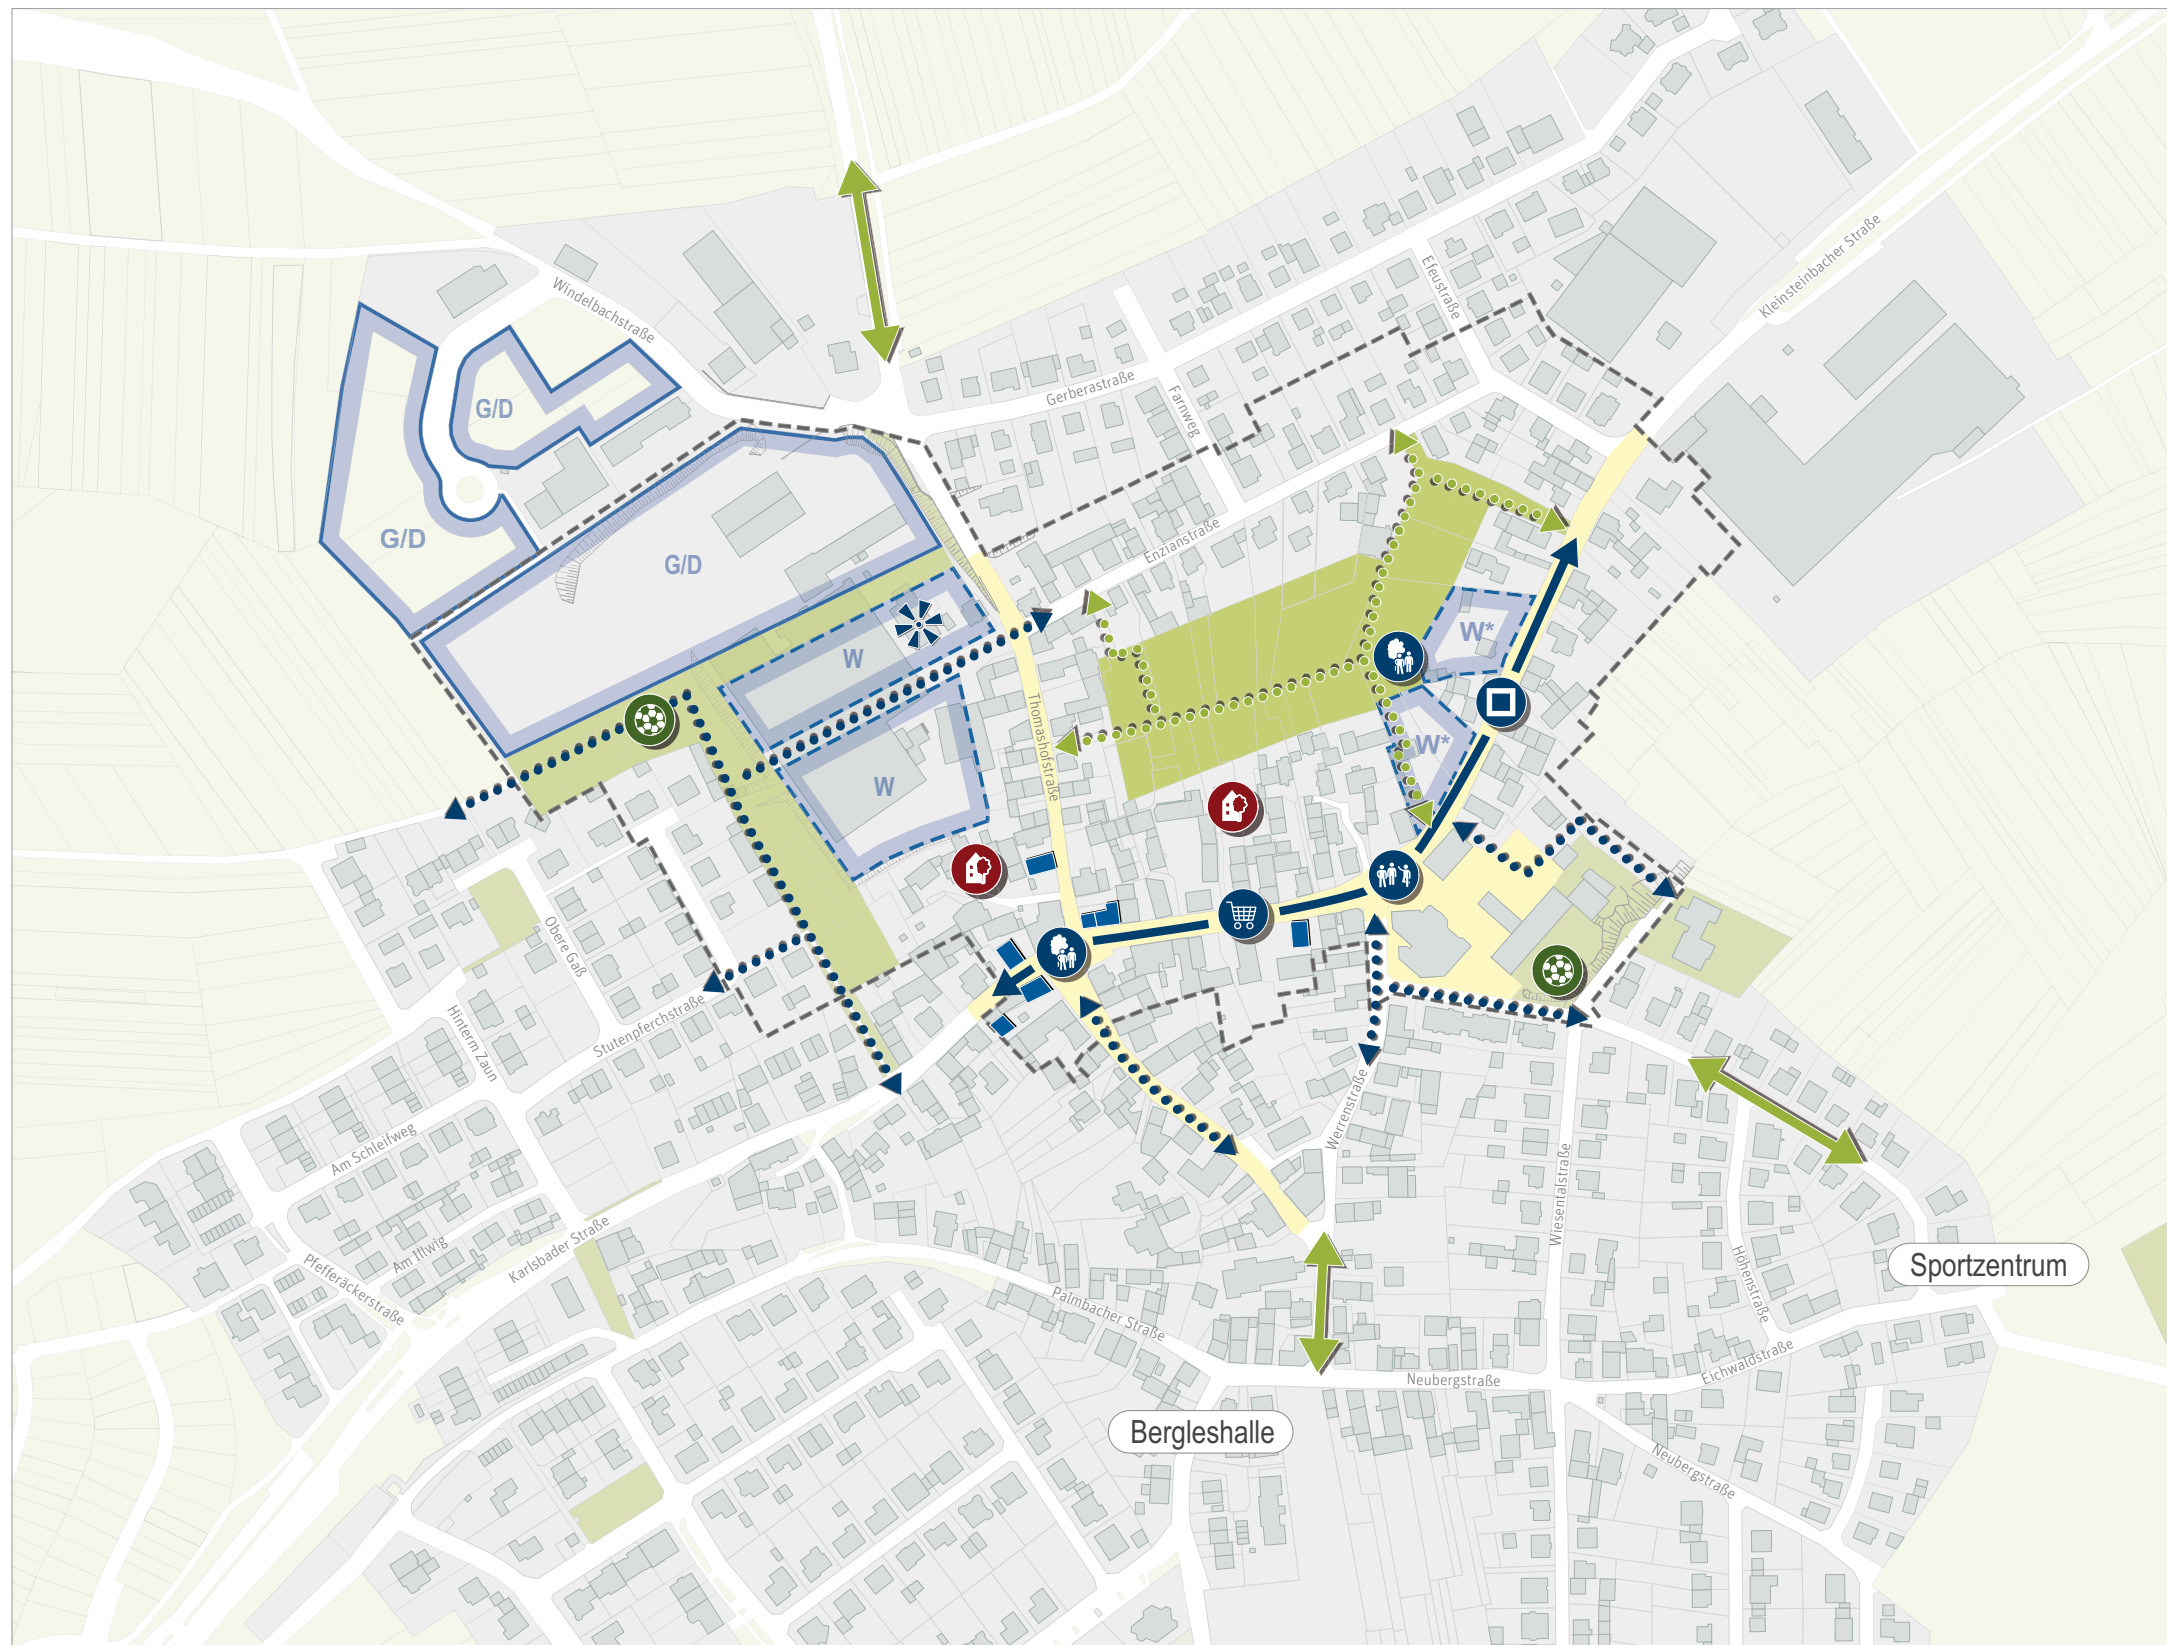 Kleinsteinbacher Straße
Efeustraße
Windelbachstraße
Gerberastraße
Farnweg
G/D
G/D
G/D
Enzianstraße
W*
W
W*
W
Thomashofstraße
Obere Gaß
Hinterm Zaun
Stutenpferchstraße
Am Schleifweg
Werrenstraße
Wiesentalstraße
Am Illwig
Karlsbader Straße
Pfefferäckerstraße
Höhenstraße
Sportzentrum
Palmbacher Straße
Eichwaldstraße
Neubergstraße
Bergleshalle
Neubergstraße